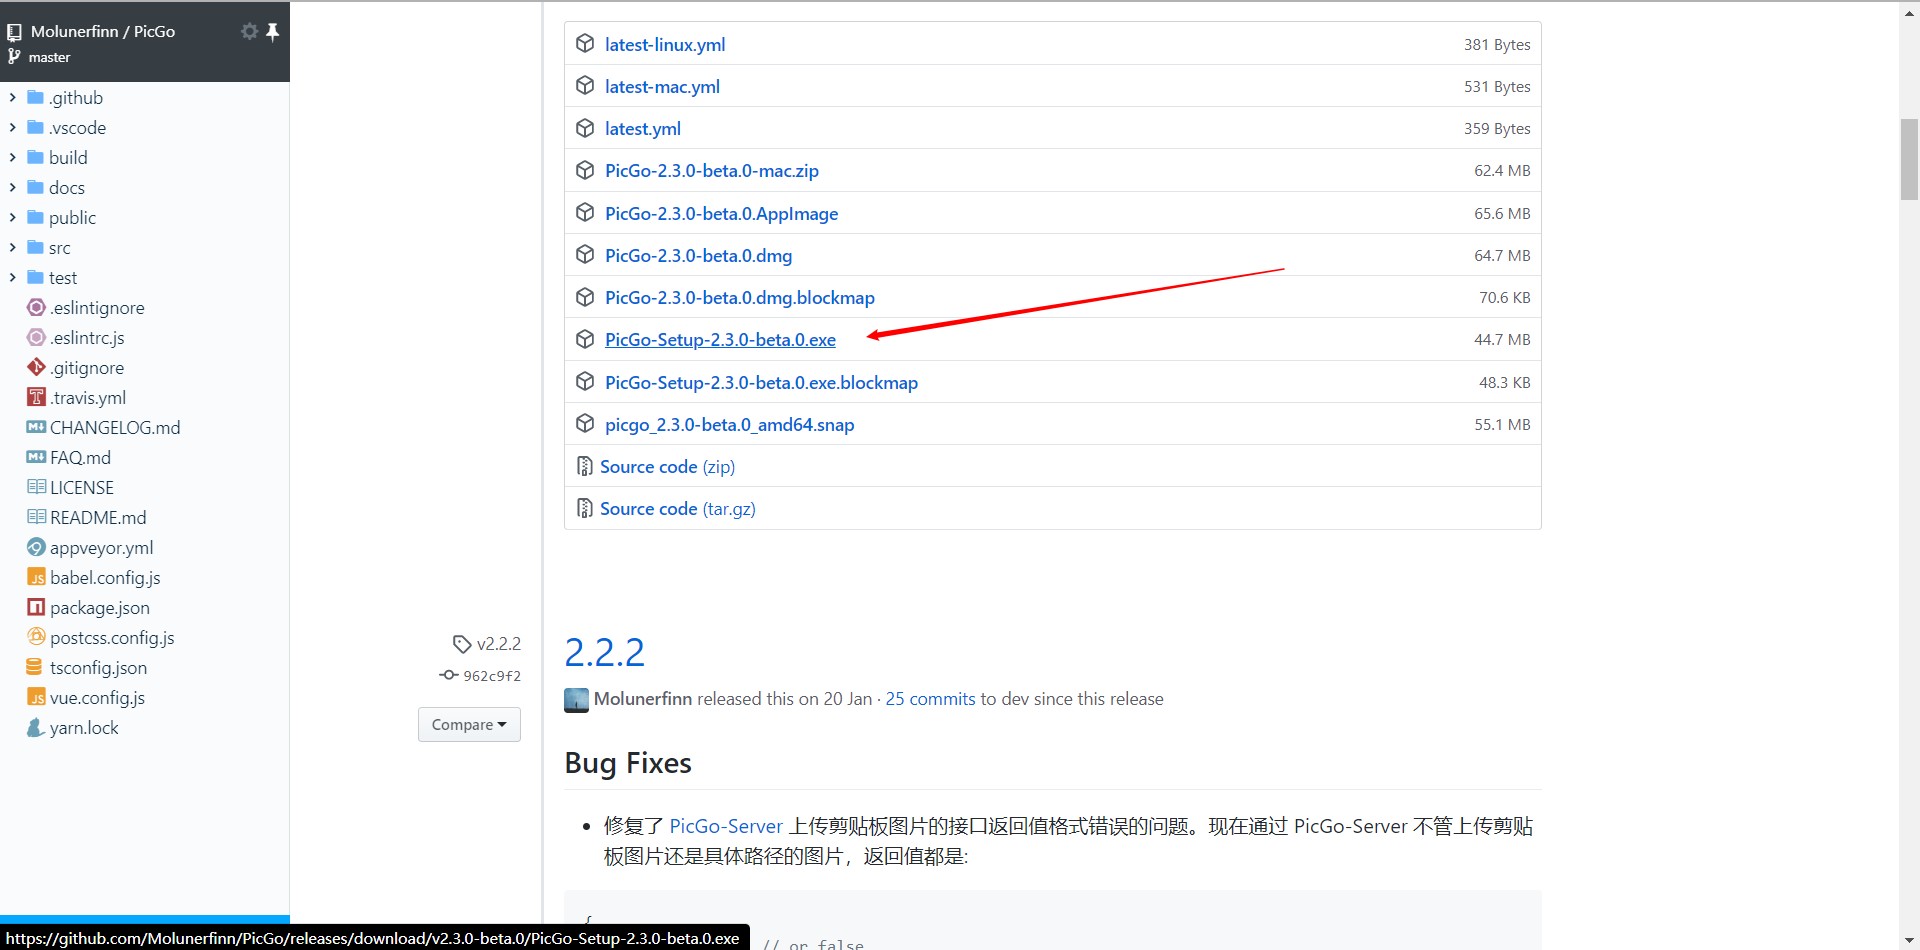 Molunerfinn / PicGo
master
.github
.vscode
build
docs
public
src
test
.eslintignore
.eslintrc.js
.gitignore
.travis.yml
CHANGELOG.md
FAQ.md
LICENSE
README.md
appveyor.yml
babel.config.js
package.json
postcss.config.js
tsconfig.json
vue.config.js
yarn.lock
latest-linux.yml 381 Bytes
latest-mac.yml 531 Bytes
latest.yml 359 Bytes
PicGo-2.3.0-beta.0-mac.zip 62.4 MB
PicGo-2.3.0-beta.0.AppImage 65.6 MB
PicGo-2.3.0-beta.0.dmg 64.7 MB
PicGo-2.3.0-beta.0.dmg.blockmap 70.6 KB
PicGo-Setup-2.3.0-beta.0.exe 44.7 MB
PicGo-Setup-2.3.0-beta.0.exe.blockmap 48.3 KB
picgo_2.3.0-beta.0_amd64.snap 55.1 MB
Source code (zip)
Source code (tar.gz)
v2.2.2
962c9f2
Compare
2.2.2
Molunerfinn released this on 20 Jan · 25 commits to dev since this release
Bug Fixes
修复了 PicGo-Server 上传剪贴板图片的接口返回值格式错误的问题。现在通过 PicGo-Server 不管上传剪贴
板图片还是具体路径的图片，返回值都是:
{
// or false
https://github.com/Molunerfinn/PicGo/releases/download/v2.3.0-beta.0/PicGo-Setup-2.3.0-beta.0.exe